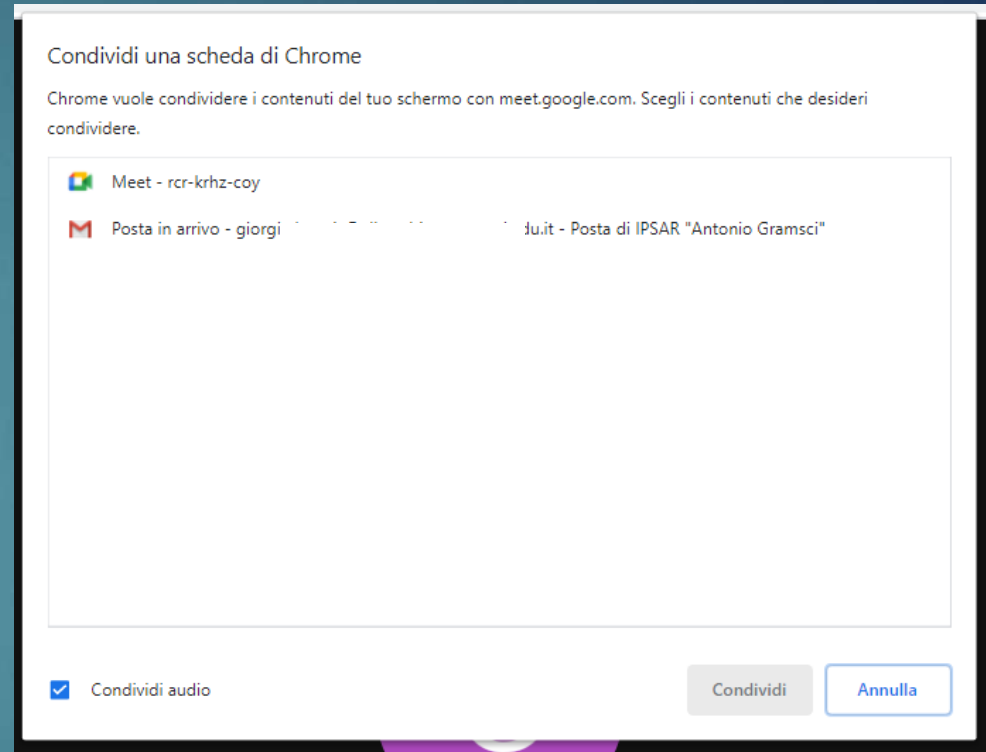 Condividi una scheda di Chrome
Chrome vuole condividere i contenuti del tuo schermo con meet.google.com. Scegli i contenuti che desideri
condividere.
Meet - rcr-krhz-coy
Posta in arrivo - giorgi du.it - Posta di IPSAR "Antonio Gramsci"
Condividi audio
Condividi
Annulla